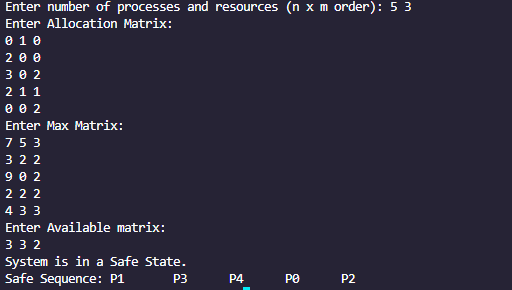 Enter number of processes and resources (n x m order): 5 3
Enter Allocation Matrix:
0 1 0
2 0 0
3 0 2
2 1 1
0 0 2
Enter Max Matrix:
7 5 3
3 2 2
9 0 2
2 2 2
4 3 3
Enter Available matrix:
3 3 2
System is in a Safe State.
Safe Sequence: P1 P3 P4 P0 P2